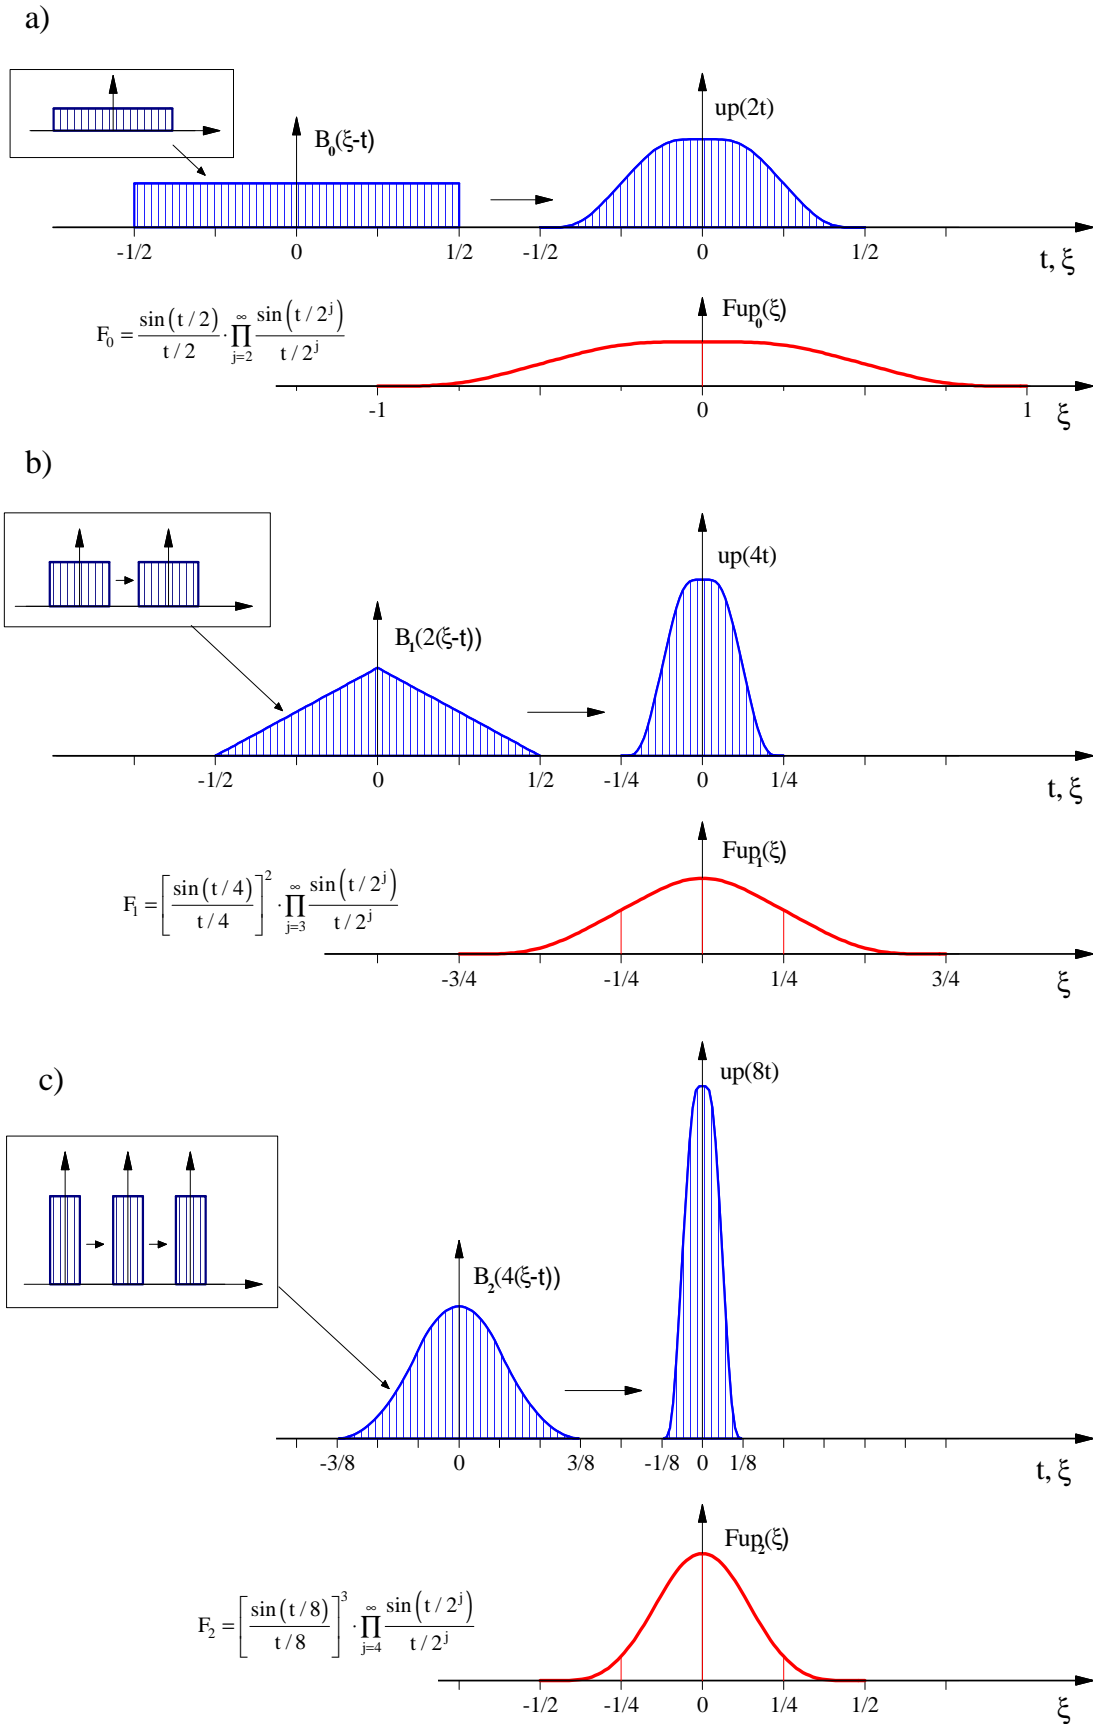 a)
B₀(ξ-t)
up(2t)
-1/2 0 1/2 -1/2 0 1/2
t, ξ
Fup₀(ξ)
F₀ = sin(t/2)/(t/2) · ∏_{j=2}^{∞} sin(t/2^j)/(t/2^j)
-1 0 1
ξ
b)
up(4t)
B₁(2(ξ-t))
-1/2 0 1/2 -1/4 0 1/4
t, ξ
Fup₁(ξ)
F₁ = [sin(t/4)/(t/4)]² · ∏_{j=3}^{∞} sin(t/2^j)/(t/2^j)
-3/4 -1/4 1/4 3/4
ξ
c)
up(8t)
B₂(4(ξ-t))
-3/8 0 3/8 -1/8 0 1/8
t, ξ
Fup₂(ξ)
F₂ = [sin(t/8)/(t/8)]³ · ∏_{j=4}^{∞} sin(t/2^j)/(t/2^j)
-1/2 -1/4 0 1/4 1/2
ξ